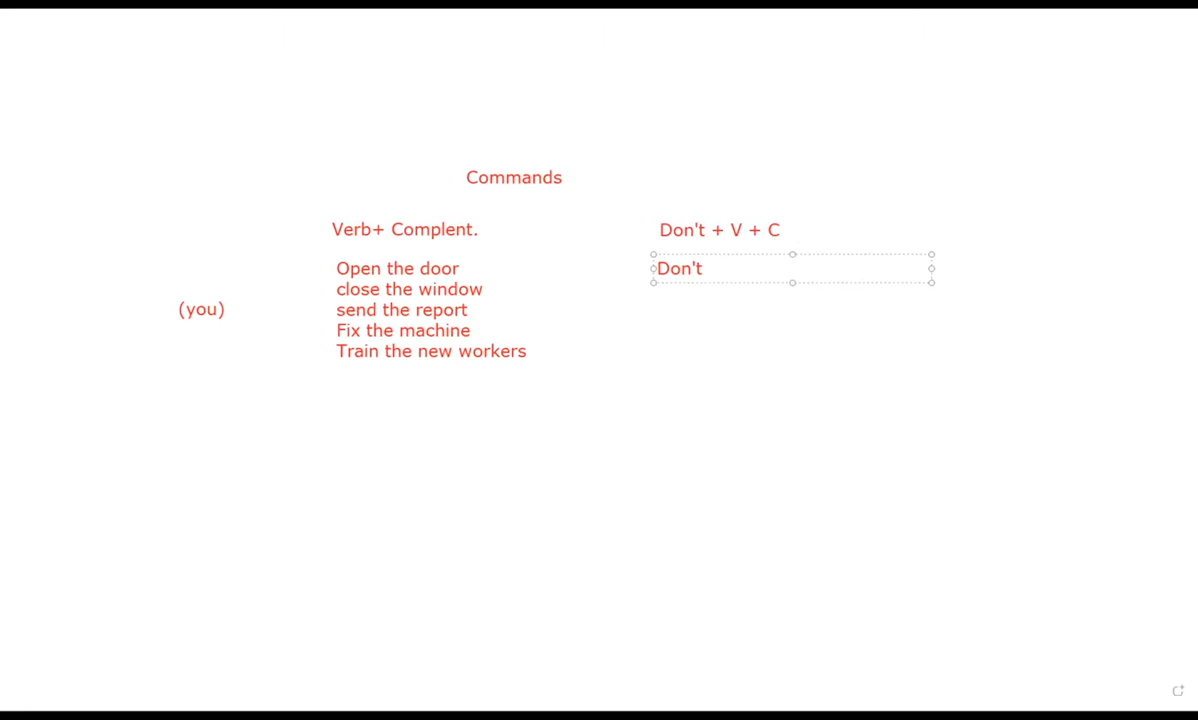 Commands
Verb+ Complent.
Don't + V + C
Open the door
Don't
close the window
(you)
send the report
Fix the machine
Train the new workers